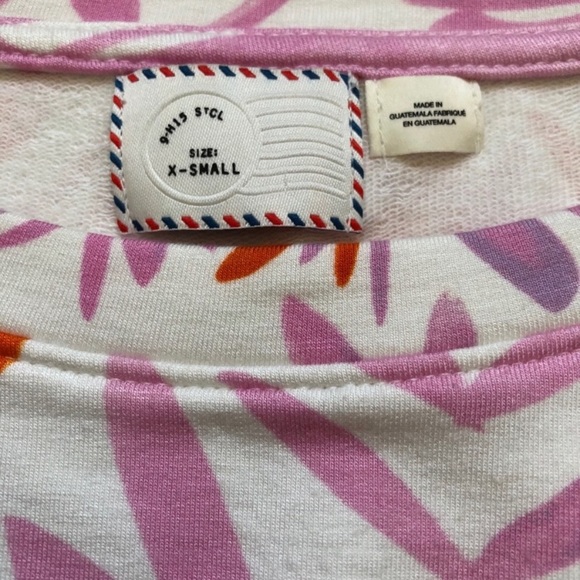 9-H15 STCL
SIZE:
X-SMALL
MADE IN
GUATEMALA FABRIQUE
EN GUATEMALA